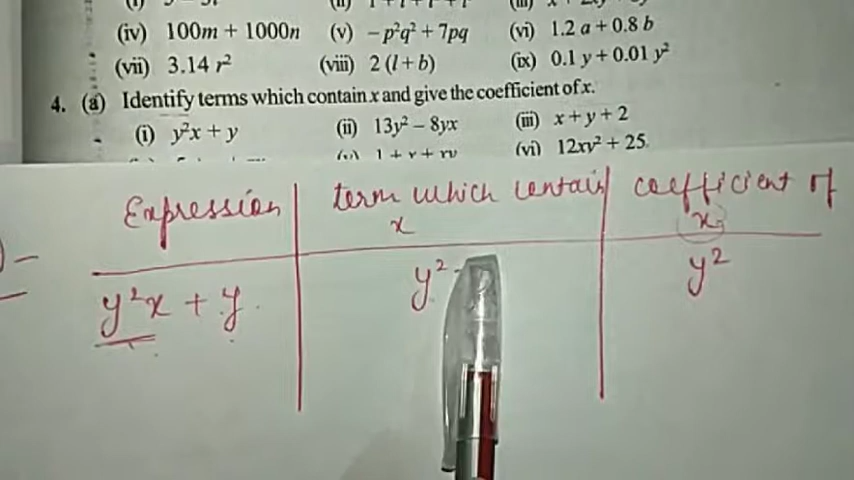 (iv) 100m + 1000n (v) –p²q² + 7pq (vi) 1.2 a + 0.8 b
(vii) 3.14 r² (viii) 2 (l + b) (ix) 0.1 y + 0.01 y²
4. (a) Identify terms which contain x and give the coefficient of x.
(i) y²x + y (ii) 13y² – 8yx (iii) x + y + 2
(vi) 12xy² + 25
Expression term which contain coefficient of
x x
y²x + y y² y²